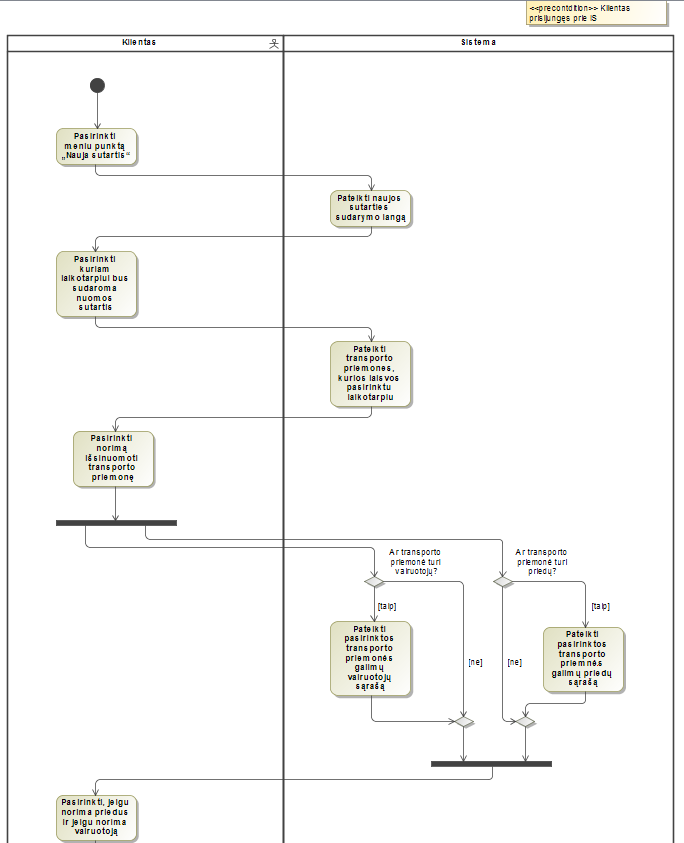 <<precontdition>> Klientas
prisijungęs prie IS
Klientas
Sistema
Pasirinkti
meniu punktą
„Nauja sutartis“
Pateikti naujos
sutarties
sudarymo langą
Pasirinkti
kuriam
laikotarpiui bus
sudaroma
nuomos
sutartis
Pateikti
transporto
priemones,
kurios laisvos
pasirinktu
laikotarpiu
Pasirinkti
norimą
išsinuomoti
transporto
priemonę
Ar transporto
priemonė turi
vairuotojų?
Ar transporto
priemonė turi
priedų?
[taip]
[taip]
Pateikti
pasirinktos
transporto
priemonės
galimų
vairuotojų
sąrašą
[ne]
[ne]
Pateikti
pasirinktos
transporto
priemnės
galimų priedų
sąrašą
Pasirinkti, jeigu
norima priedus
ir jeigu norima
vairuotoją